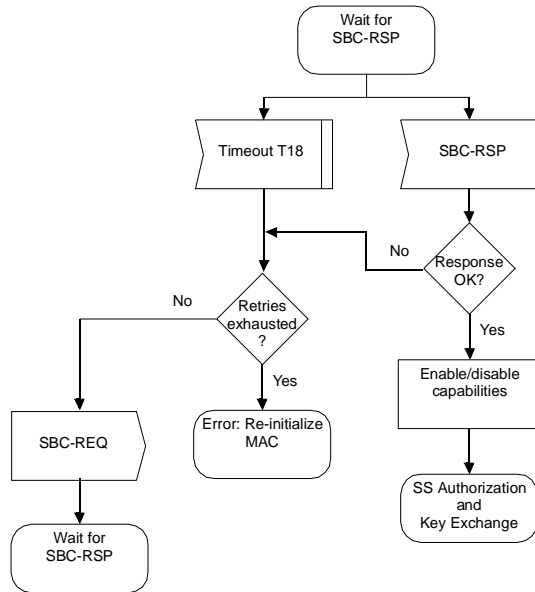 Wait for
SBC-RSP
Timeout T18
SBC-RSP
No
Response
OK?
No
Retries
exhausted
?
Yes
Enable/disable
capabilities
Yes
SBC-REQ
Error: Re-initialize
MAC
SS Authorization
and
Key Exchange
Wait for
SBC-RSP